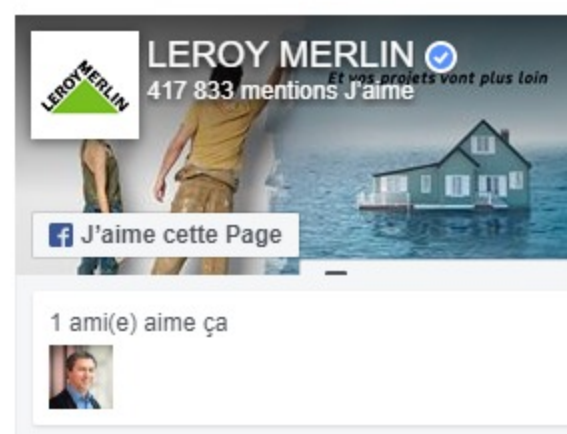 LEROY MERLIN
LEROY MERLIN
Et vos projets vont plus loin
417 833 mentions J'aime
J'aime cette Page
1 ami(e) aime ça